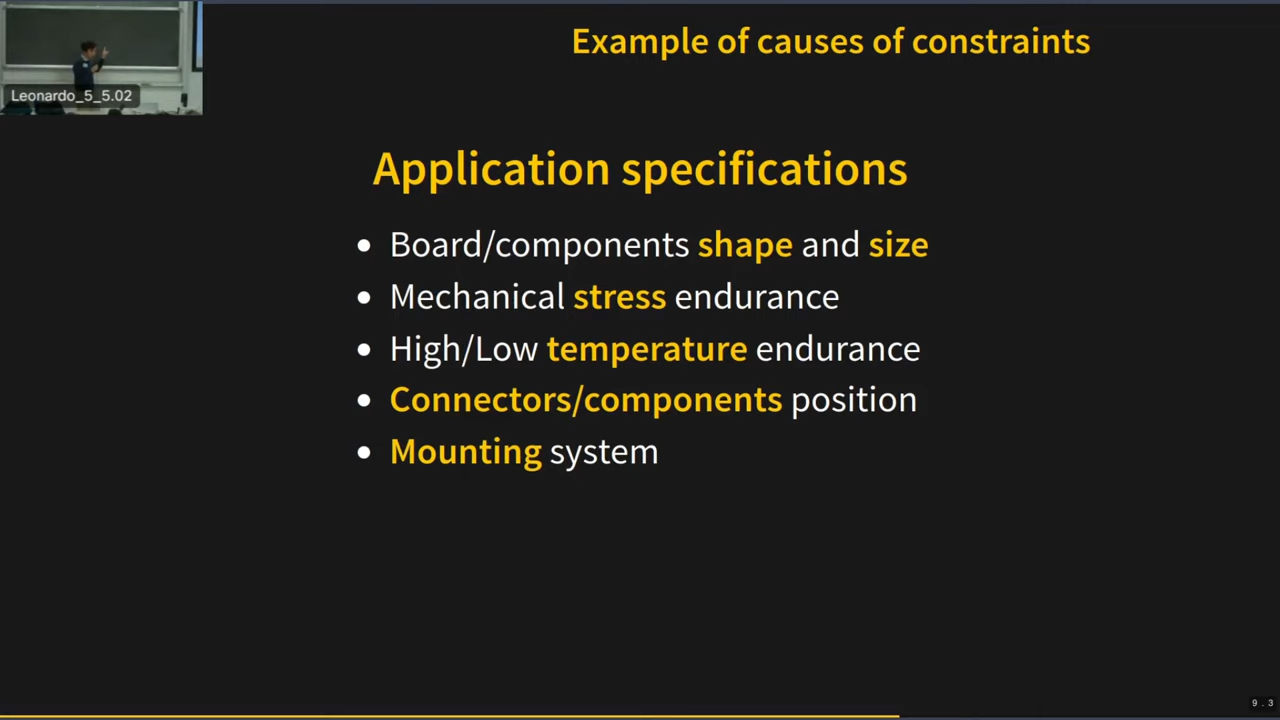 Example of causes of constraints
Leonardo_5_5.02
Application specifications
Board/components shape and size
Mechanical stress endurance
High/Low temperature endurance
Connectors/components position
Mounting system
9.3